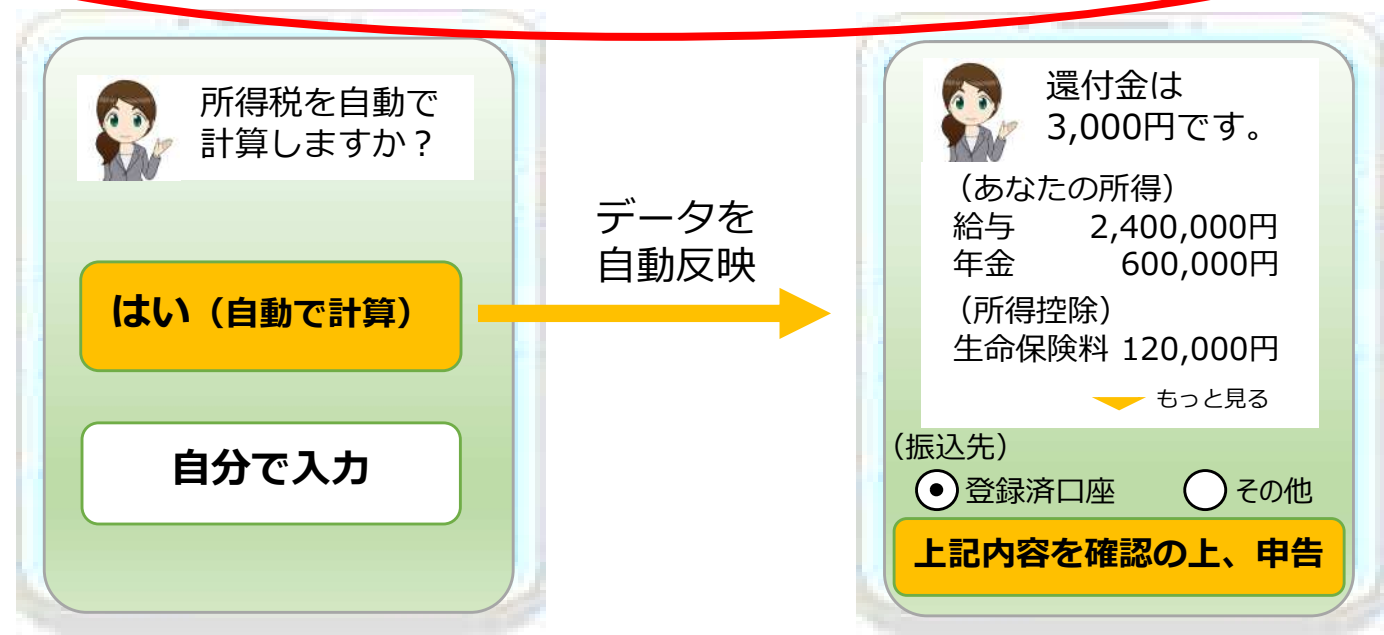 所得税を自動で
計算しますか？
はい（自動で計算）
自分で入力
データを
自動反映
還付金は
3,000円です。
（あなたの所得）
給与 2,400,000円
年金 600,000円
（所得控除）
生命保険料 120,000円
もっと見る
（振込先）
登録済口座 その他
上記内容を確認の上、申告